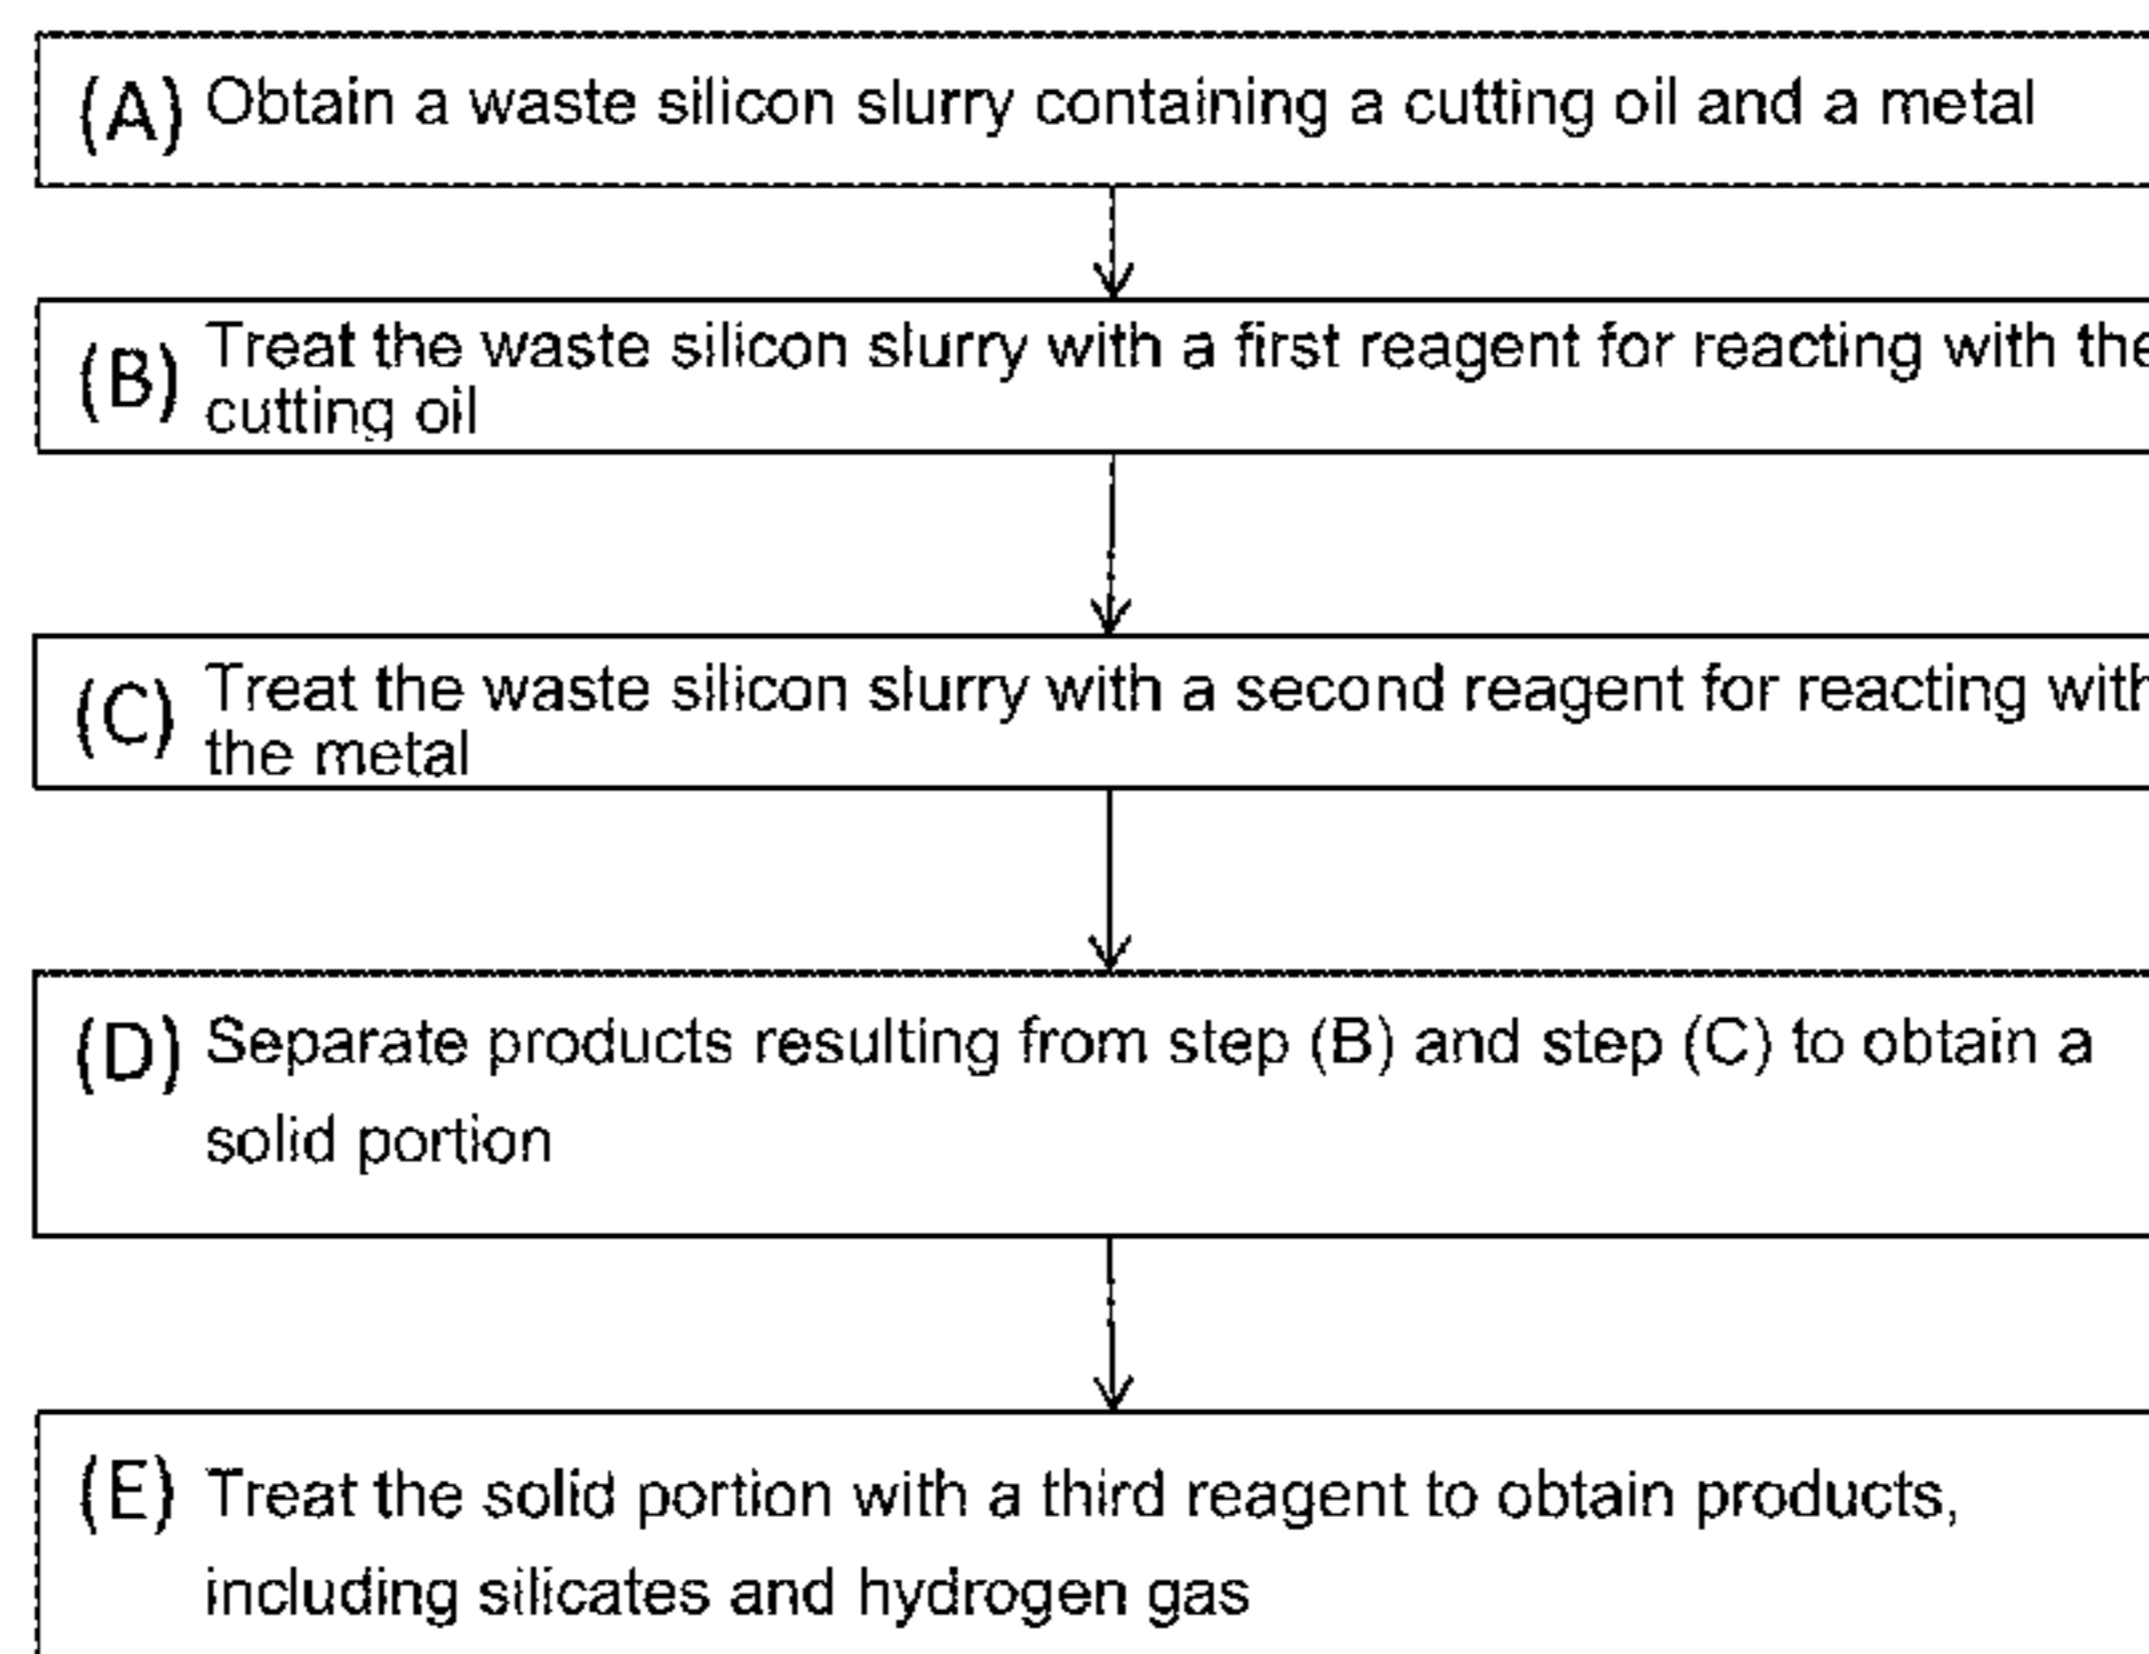 (A) Obtain a waste silicon slurry containing a cutting oil and a metal
(B) Treat the waste silicon slurry with a first reagent for reacting with the
cutting oil
(C) Treat the waste silicon slurry with a second reagent for reacting with
the metal
(D) Separate products resulting from step (B) and step (C) to obtain a
solid portion
(E) Treat the solid portion with a third reagent to obtain products,
including silicates and hydrogen gas